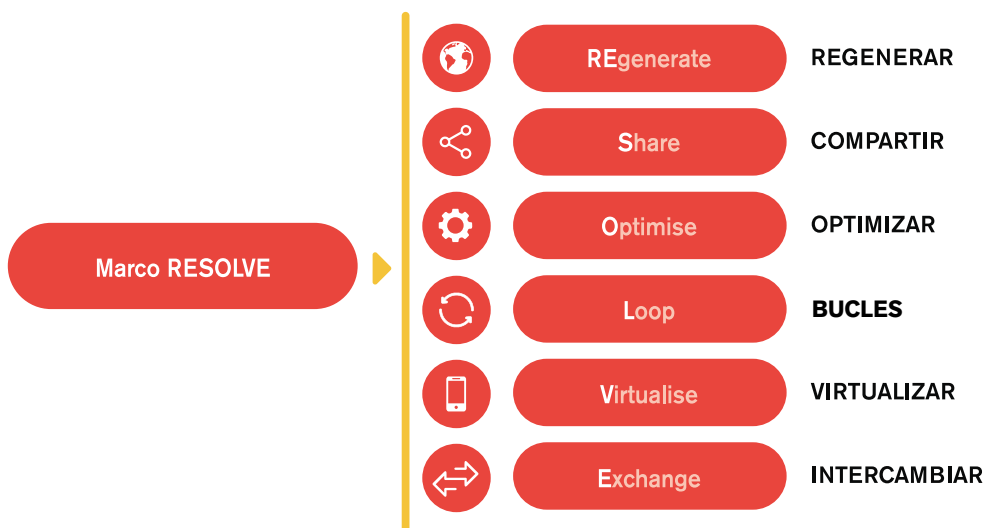 Marco RESOLVE
REgenerate REGENERAR
Share COMPARTIR
Optimise OPTIMIZAR
Loop BUCLES
Virtualise VIRTUALIZAR
Exchange INTERCAMBIAR